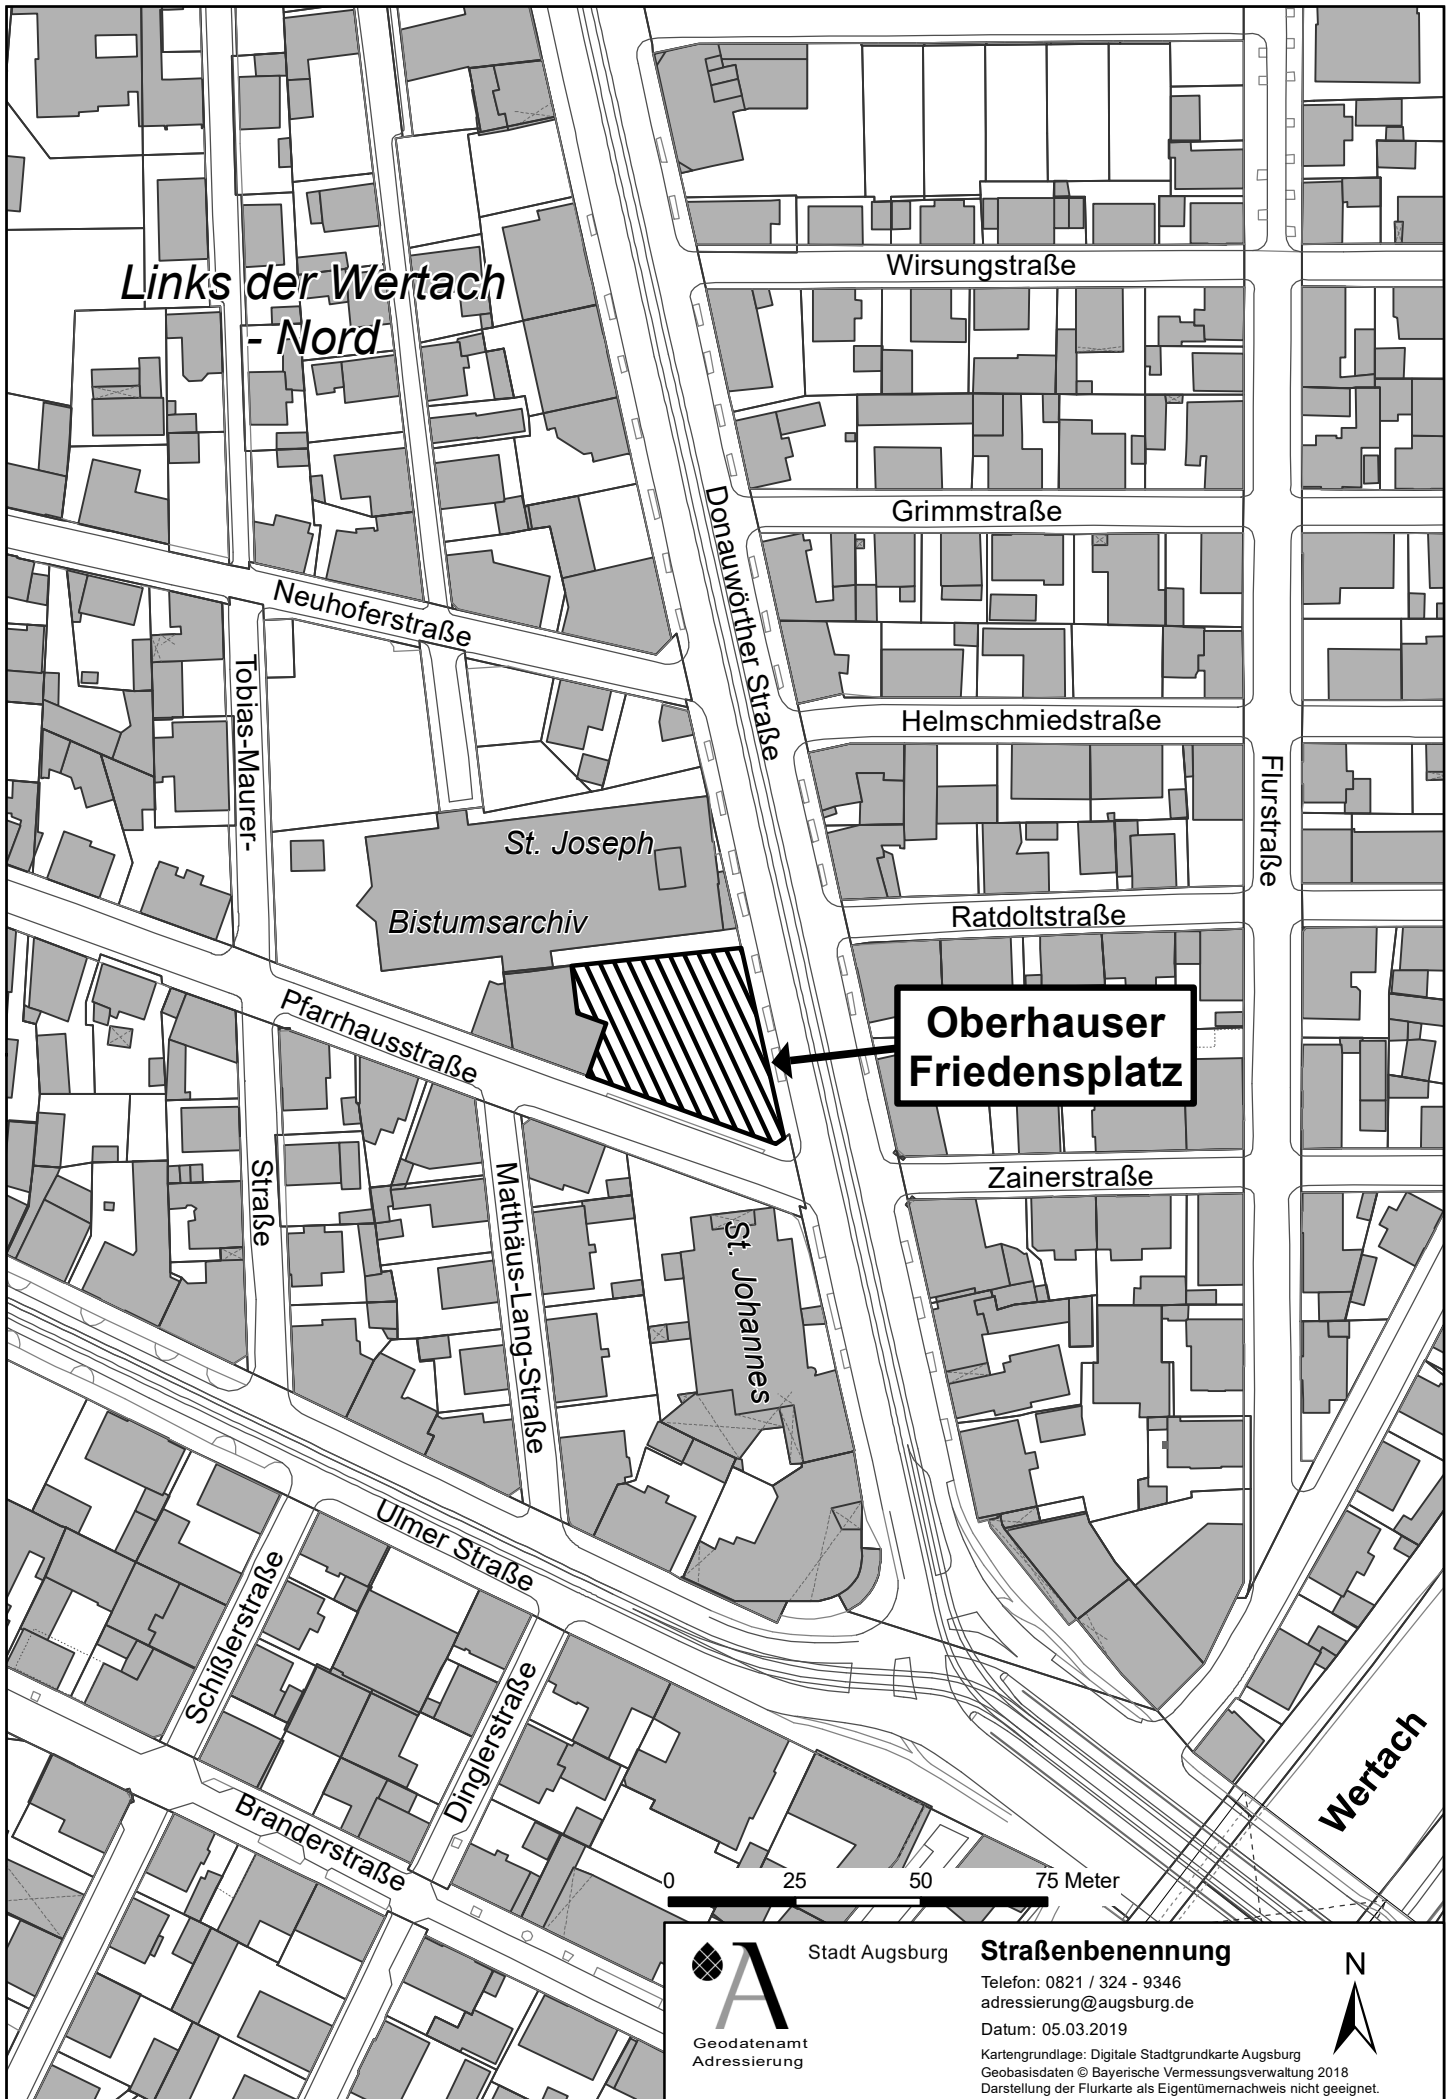 Links der Wertach
- Nord
Wirsungstraße
Grimmstraße
Donauwörther Straße
Neuhoferstraße
Tobias-Maurer-
Helmschmiedstraße
Flurstraße
St. Joseph
Bistumsarchiv
Ratdoltstraße
Pfarrhausstraße
Oberhauser
Friedensplatz
Straße
Matthäus-Lang-Straße
Zainerstraße
St. Johannes
Ulmer Straße
Schißlerstraße
Dinglerstraße
Branderstraße
Wertach
0 25 50 75 Meter
Stadt Augsburg
Geodatenamt
Adressierung
Straßenbenennung
Telefon: 0821 / 324 - 9346
adressierung@augsburg.de
Datum: 05.03.2019
Kartengrundlage: Digitale Stadtgrundkarte Augsburg
Geobasisdaten © Bayerische Vermessungsverwaltung 2018
Darstellung der Flurkarte als Eigentümernachweis nicht geeignet.
N